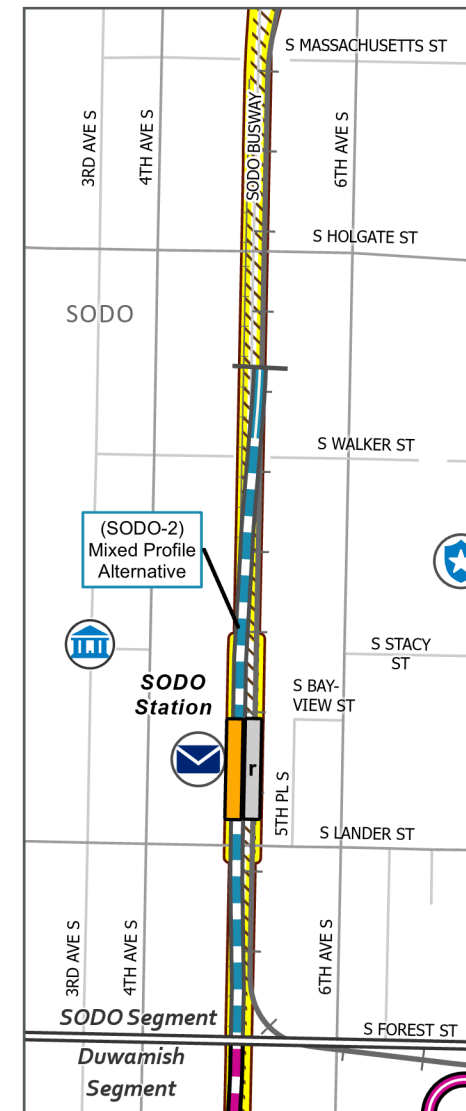 S MASSACHUSETTS ST
SODO BUSWAY
3RD AVE S
4TH AVE S
6TH AVE S
S HOLGATE ST
SODO
S WALKER ST
(SODO-2)
Mixed Profile
Alternative
S STACY
ST
SODO
Station
S BAY-
VIEW ST
r
5TH PL S
S LANDER ST
3RD AVE S
4TH AVE S
6TH AVE S
SODO Segment
S FOREST ST
Duwamish
Segment